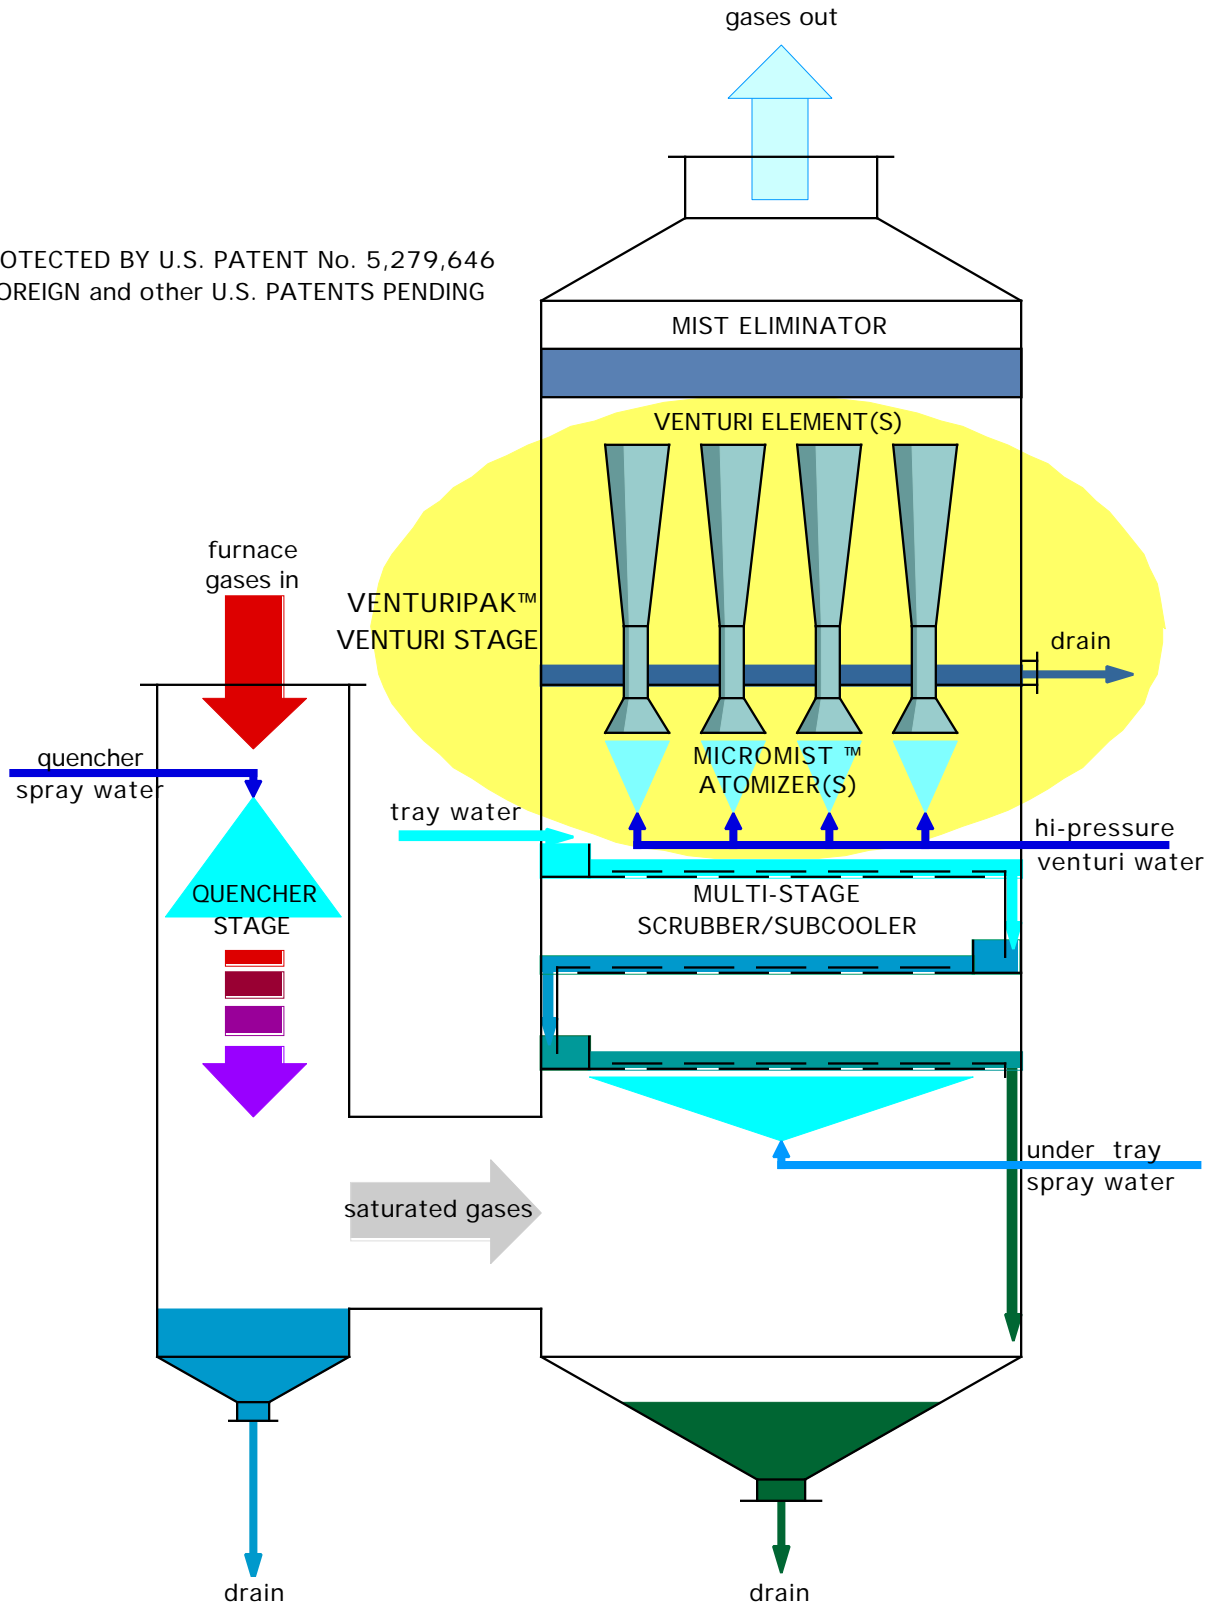 gases out
OTECTED BY U.S. PATENT No. 5,279,646
OREIGN and other U.S. PATENTS PENDING
MIST ELIMINATOR
VENTURI ELEMENT(S)
furnace
gases in
VENTURIPAK™
VENTURI STAGE
drain
quencher
spray water
MICROMIST ™
ATOMIZER(S)
tray water
hi-pressure
venturi water
QUENCHER
STAGE
MULTI-STAGE
SCRUBBER/SUBCOOLER
under tray
spray water
saturated gases
drain
drain